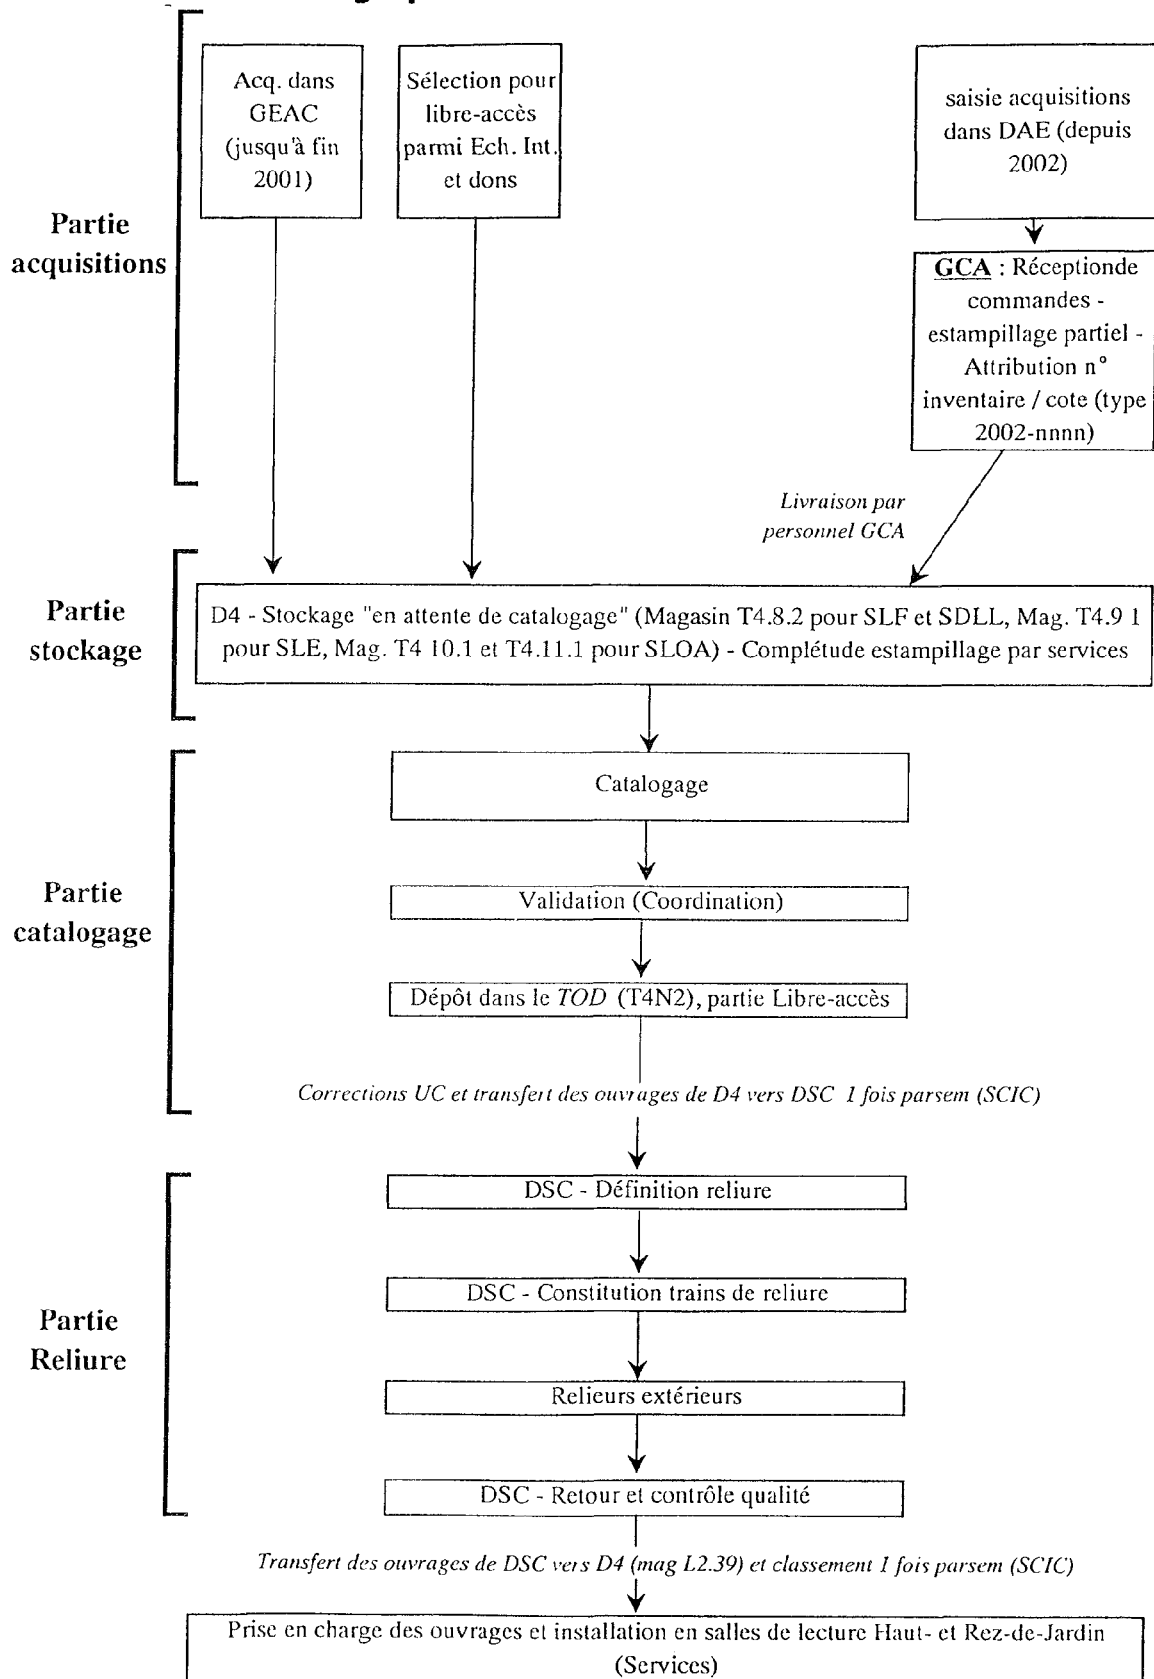 Acq. dans
GEAC
(jusqu'à fin
2001)
Sélection pour
libre-accès
parmi Ech. Int.
et dons
saisie acquisitions
dans DAE (depuis
2002)
Partie
acquisitions
GCA : Réceptionde
commandes -
estampillage partiel -
Attribution n°
inventaire / cote (type
2002-nnnn)
Livraison par
personnel GCA
Partie
stockage
D4 - Stockage "en attente de catalogage" (Magasin T4.8.2 pour SLF et SDLL, Mag. T4.9 1
pour SLE, Mag. T4 10.1 et T4.11.1 pour SLOA) - Complétude estampillage par services
Partie
catalogage
Catalogage
Validation (Coordination)
Dépôt dans le TOD (T4N2), partie Libre-accès
Corrections UC et transfert des ouvrages de D4 vers DSC 1 fois parsem (SCIC)
Partie
Reliure
DSC - Définition reliure
DSC - Constitution trains de reliure
Relieurs extérieurs
DSC - Retour et contrôle qualité
Transfert des ouvrages de DSC vers D4 (mag L2.39) et classement 1 fois parsem (SCIC)
Prise en charge des ouvrages et installation en salles de lecture Haut- et Rez-de-Jardin
(Services)